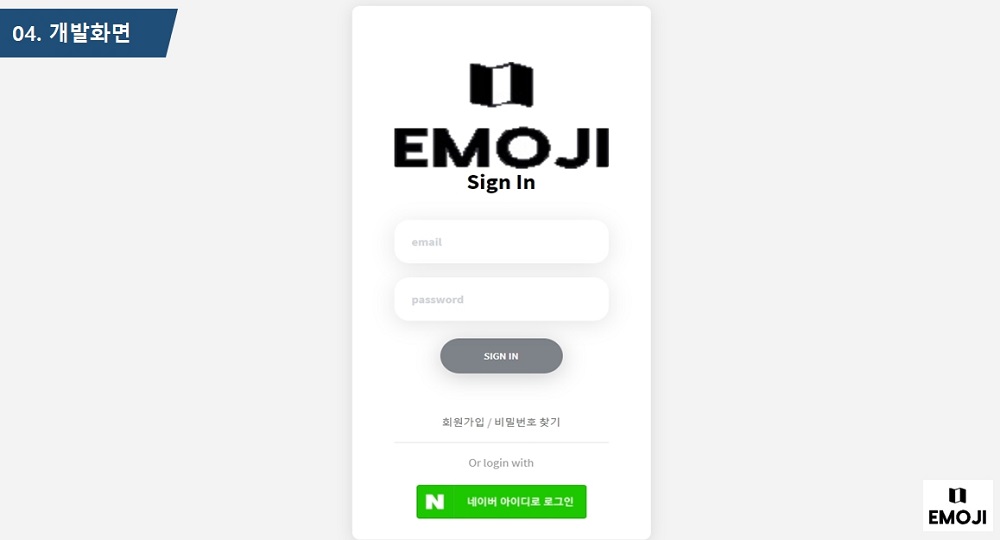 04. 개발화면
EMOJI
Sign In
email
password
SIGN IN
회원가입 / 비밀번호 찾기
Or login with
N 네이버 아이디로 로그인
EMOJI